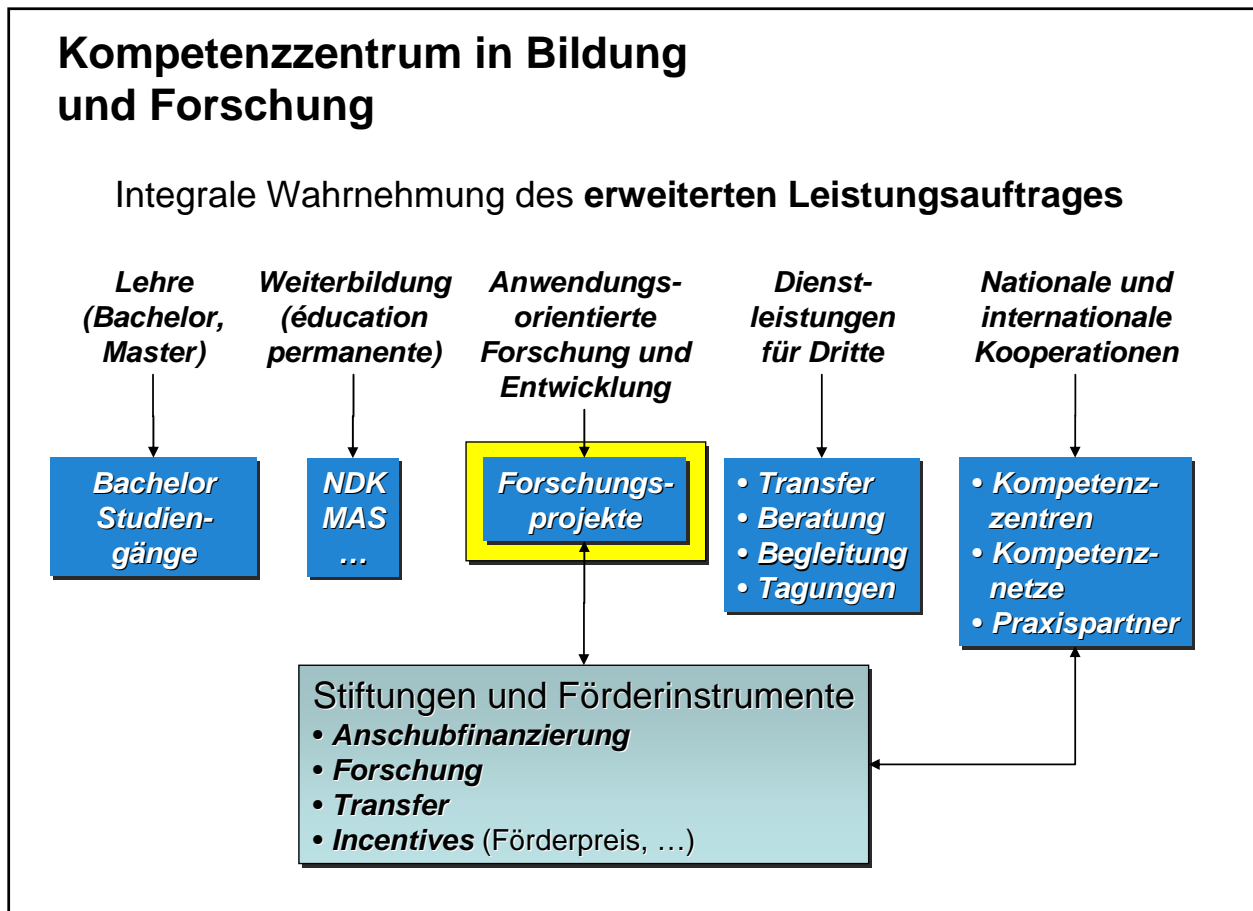 Kompetenzzentrum in Bildung
und Forschung
Integrale Wahrnehmung des erweiterten Leistungsauftrages
Lehre
(Bachelor,
Master)
Weiterbildung
(éducation
permanente)
Anwendungs-
orientierte
Forschung und
Entwicklung
Dienst-
leistungen
für Dritte
Nationale und
internationale
Kooperationen
Bachelor
Studien-
gänge
NDK
MAS
…
Forschungs-
projekte
• Transfer
• Beratung
• Begleitung
• Tagungen
• Kompetenz-
zentren
• Kompetenz-
netze
• Praxispartner
Stiftungen und Förderinstrumente
• Anschubfinanzierung
• Forschung
• Transfer
• Incentives (Förderpreis, …)